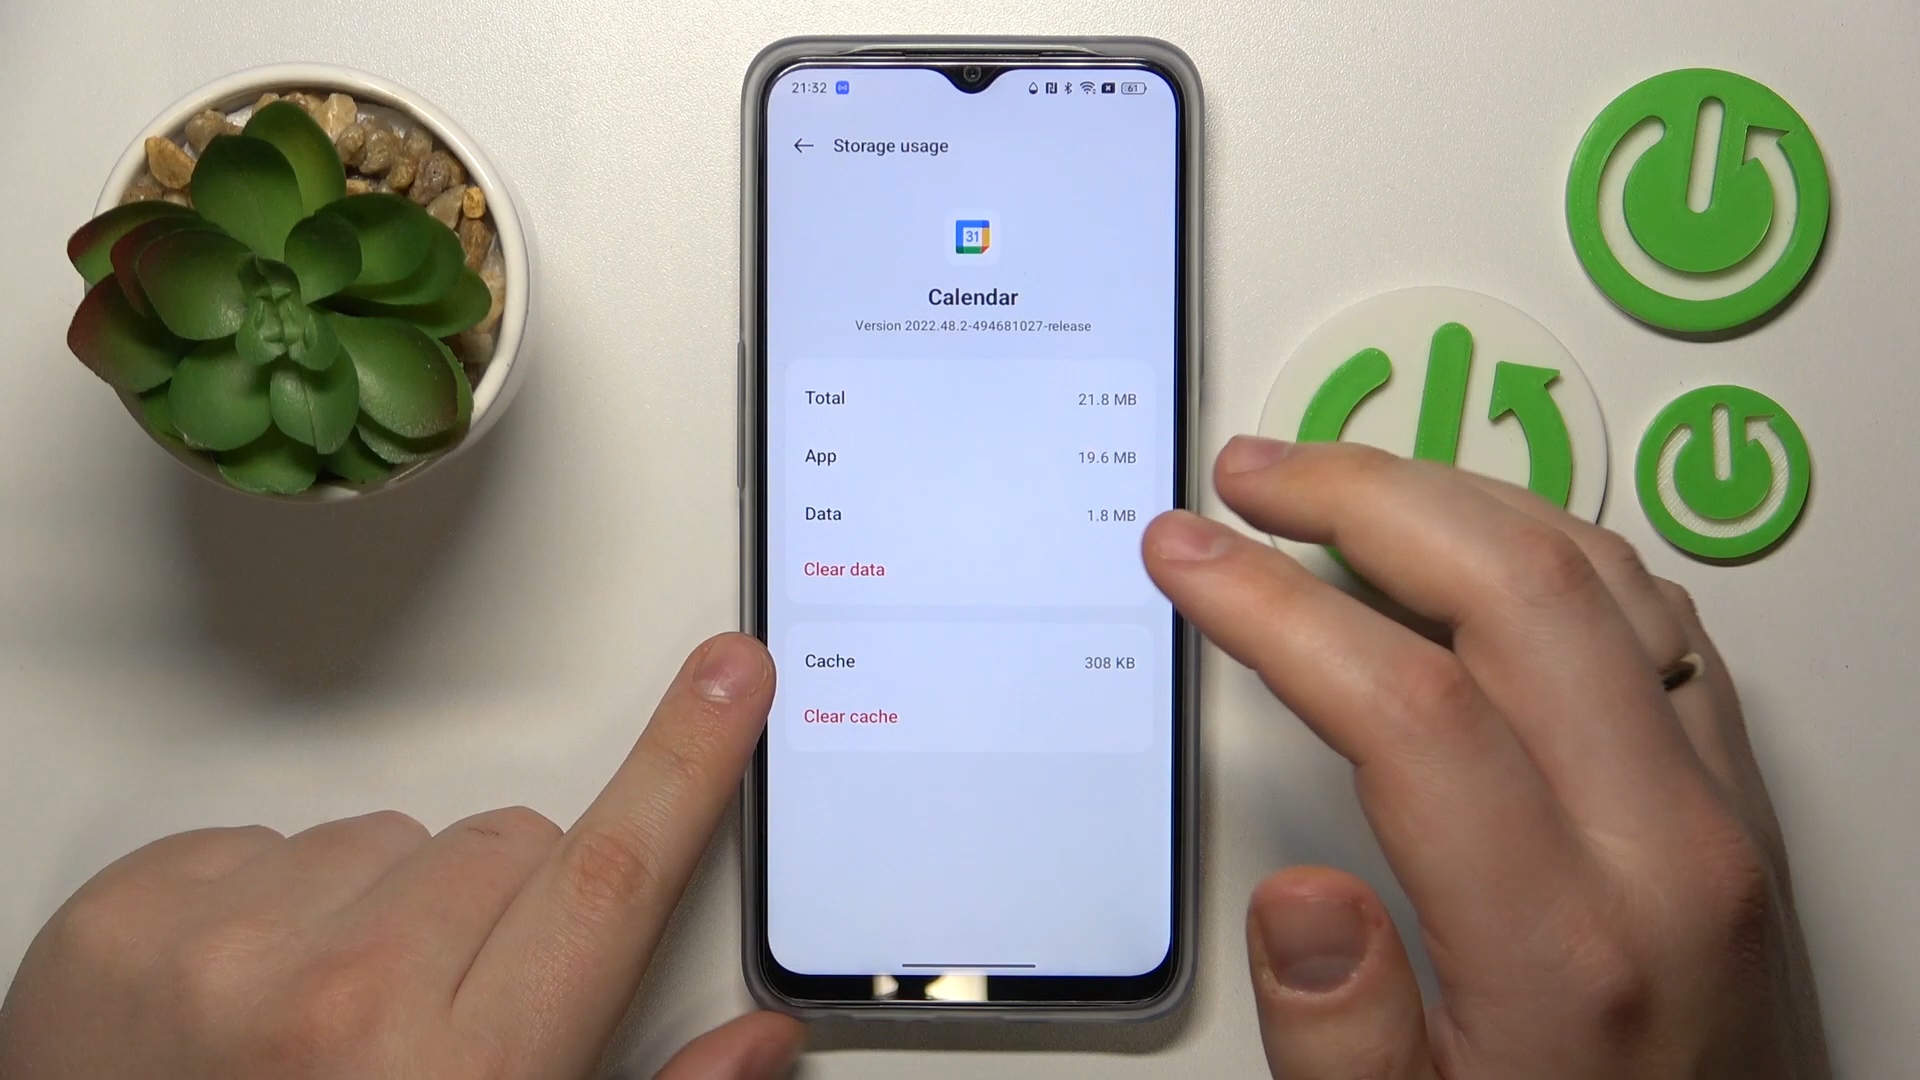 21:32
61
Storage usage
31
Calendar
Version 2022.48.2-494681027-release
Total 21.8 MB
App 19.6 MB
Data 1.8 MB
Clear data
Cache 308 KB
Clear cache